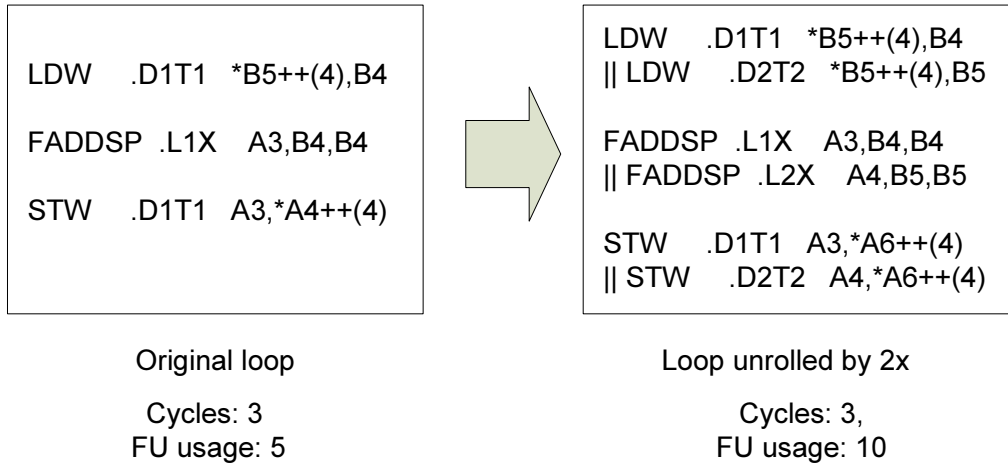 LDW .D1T1 *B5++(4),B4
FADDSP .L1X A3,B4,B4
STW .D1T1 A3,*A4++(4)
LDW .D1T1 *B5++(4),B4
|| LDW .D2T2 *B5++(4),B5
FADDSP .L1X A3,B4,B4
|| FADDSP .L2X A4,B5,B5
STW .D1T1 A3,*A6++(4)
|| STW .D2T2 A4,*A6++(4)
Original loop
Cycles: 3
FU usage: 5
Loop unrolled by 2x
Cycles: 3,
FU usage: 10